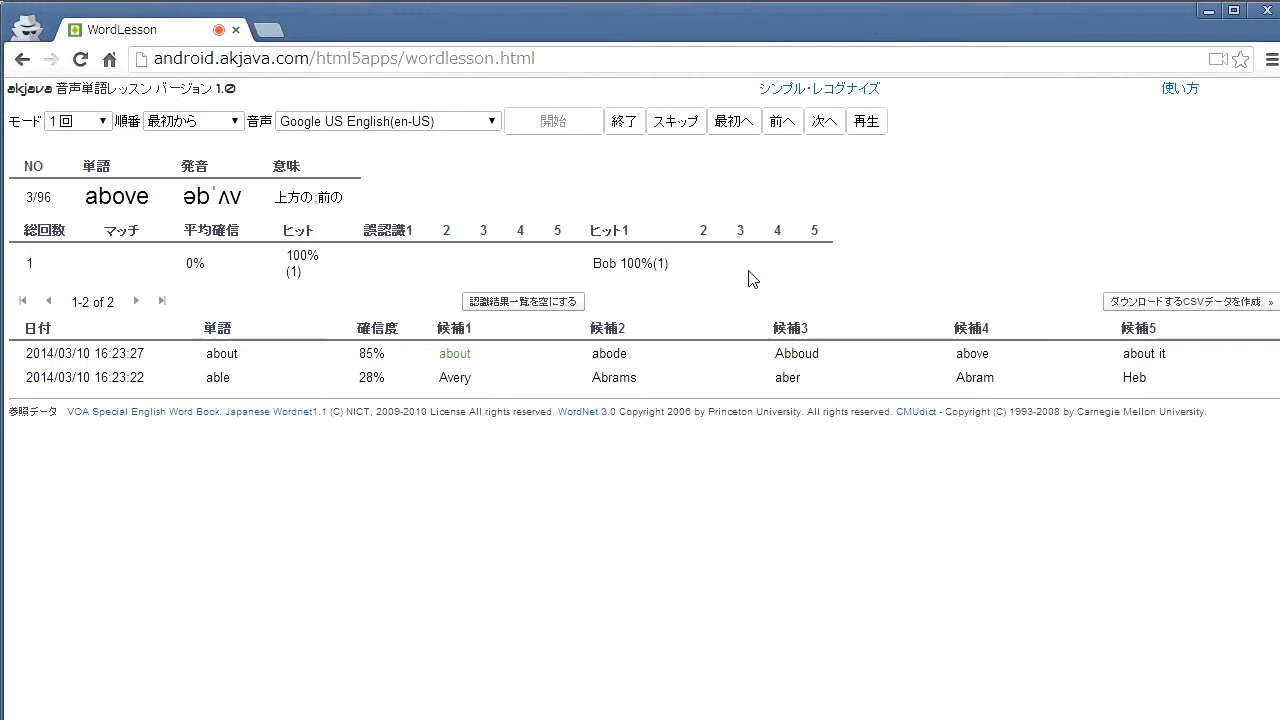 WordLesson
android.akjava.com/html5apps/wordlesson.html
akjava 音声単語レッスン バージョン 1.0 シンプル・レコグナイズ 使い方
モード 1回 順番 最初から 音声 Google US English(en-US) 開始 終了 スキップ 最初へ 前へ 次へ 再生
NO 単語 発音 意味
3/96 above əbˈʌv 上方の;前の
総回数 マッチ 平均確信 ヒット 誤認識1 2 3 4 5 ヒット1 2 3 4 5
1 0% 100% (1) Bob 100%(1)
1-2 of 2 認識結果一覧を空にする ダウンロードするCSVデータを作成 »
日付 単語 確信度 候補1 候補2 候補3 候補4 候補5
2014/03/10 16:23:27 about 85% about abode Abboud above about it
2014/03/10 16:23:22 able 28% Avery Abrams aber Abram Heb
参照データ VOA Special English Word Book. Japanese Wordnet1.1 (C) NICT, 2009-2010 License All rights reserved. WordNet 3.0 Copyright 2006 by Princeton University. All rights reserved. CMUdict - Copyright (C) 1993-2008 by Carnegie Mellon University.